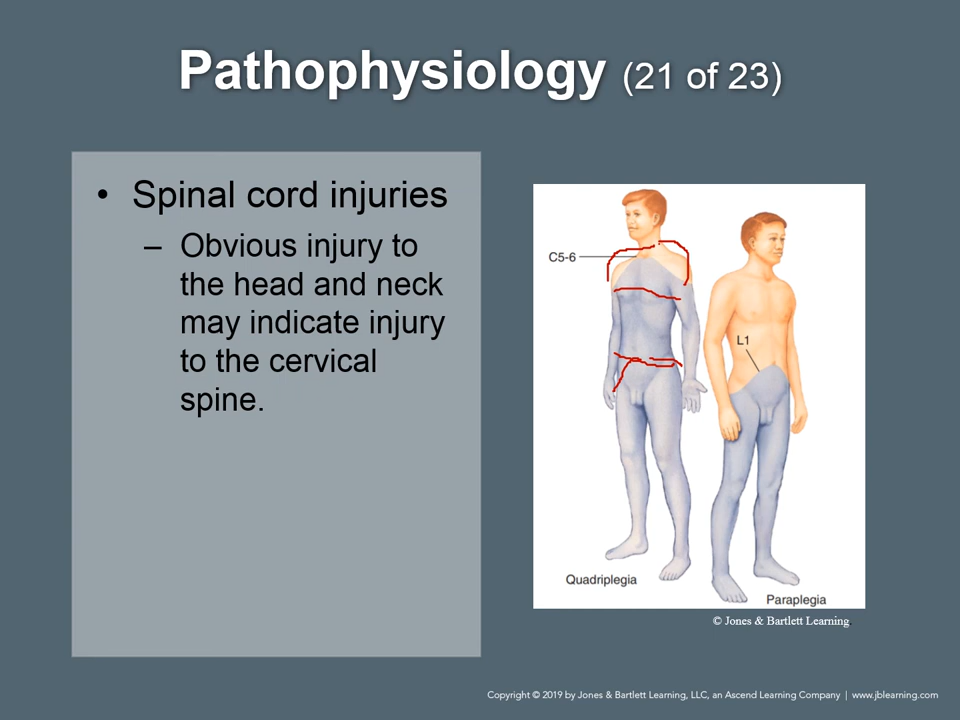 Pathophysiology (21 of 23)
• Spinal cord injuries
– Obvious injury to
the head and neck
may indicate injury
to the cervical
spine.
C5-6
L1
Quadriplegia
Paraplegia
© Jones & Bartlett Learning.
Copyright © 2019 by Jones & Bartlett Learning, LLC, an Ascend Learning Company | www.jblearning.com